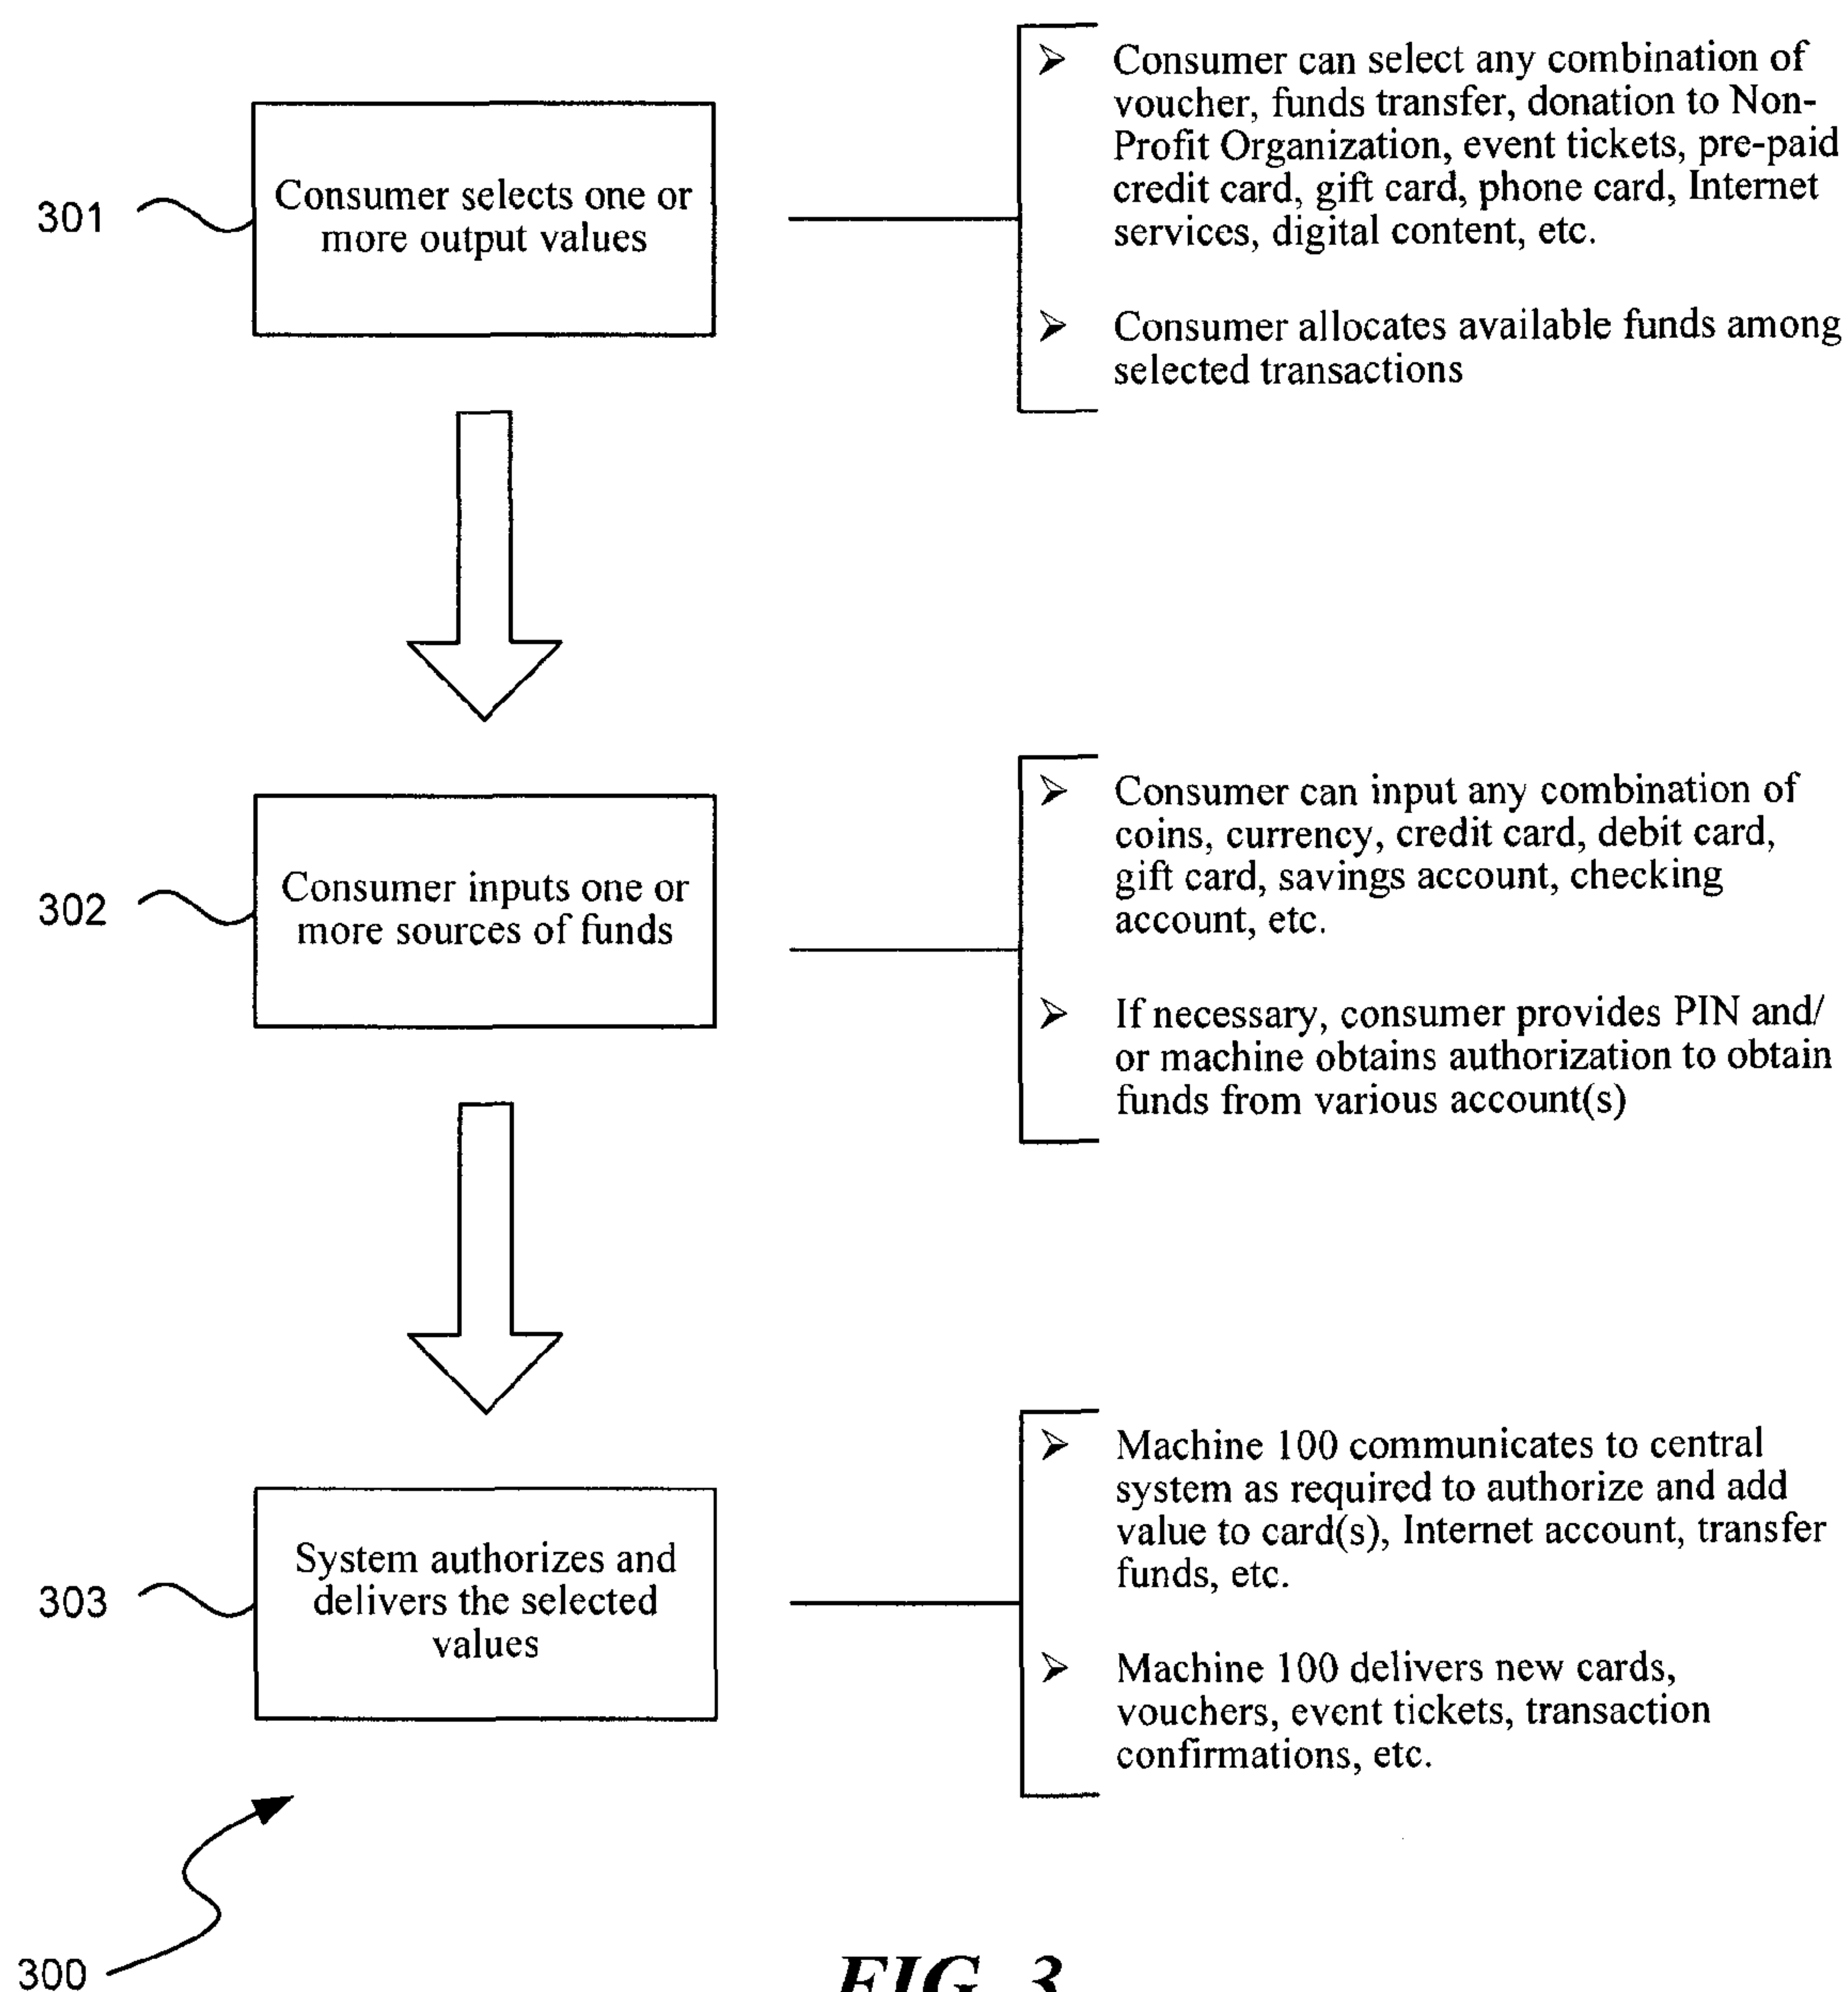 301
Consumer selects one or
more output values
➢ Consumer can select any combination of
voucher, funds transfer, donation to Non-
Profit Organization, event tickets, pre-paid
credit card, gift card, phone card, Internet
services, digital content, etc.
➢ Consumer allocates available funds among
selected transactions
302
Consumer inputs one or
more sources of funds
➢ Consumer can input any combination of
coins, currency, credit card, debit card,
gift card, savings account, checking
account, etc.
➢ If necessary, consumer provides PIN and/
or machine obtains authorization to obtain
funds from various account(s)
303
System authorizes and
delivers the selected
values
➢ Machine 100 communicates to central
system as required to authorize and add
value to card(s), Internet account, transfer
funds, etc.
➢ Machine 100 delivers new cards,
vouchers, event tickets, transaction
confirmations, etc.
300
FIG. 3